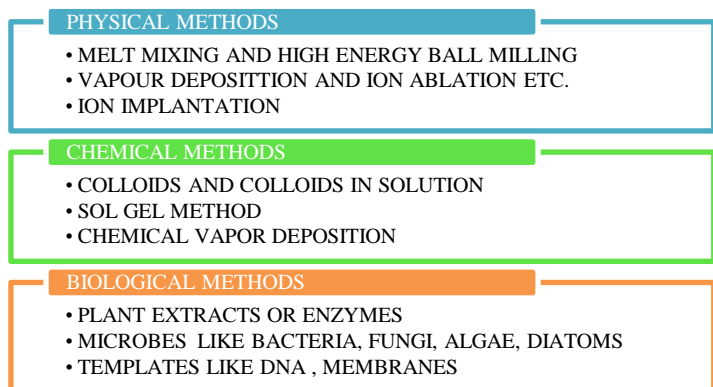 PHYSICAL METHODS
• MELT MIXING AND HIGH ENERGY BALL MILLING
• VAPOUR DEPOSITTION AND ION ABLATION ETC.
• ION IMPLANTATION
CHEMICAL METHODS
• COLLOIDS AND COLLOIDS IN SOLUTION
• SOL GEL METHOD
• CHEMICAL VAPOR DEPOSITION
BIOLOGICAL METHODS
• PLANT EXTRACTS OR ENZYMES
• MICROBES LIKE BACTERIA, FUNGI, ALGAE, DIATOMS
• TEMPLATES LIKE DNA , MEMBRANES